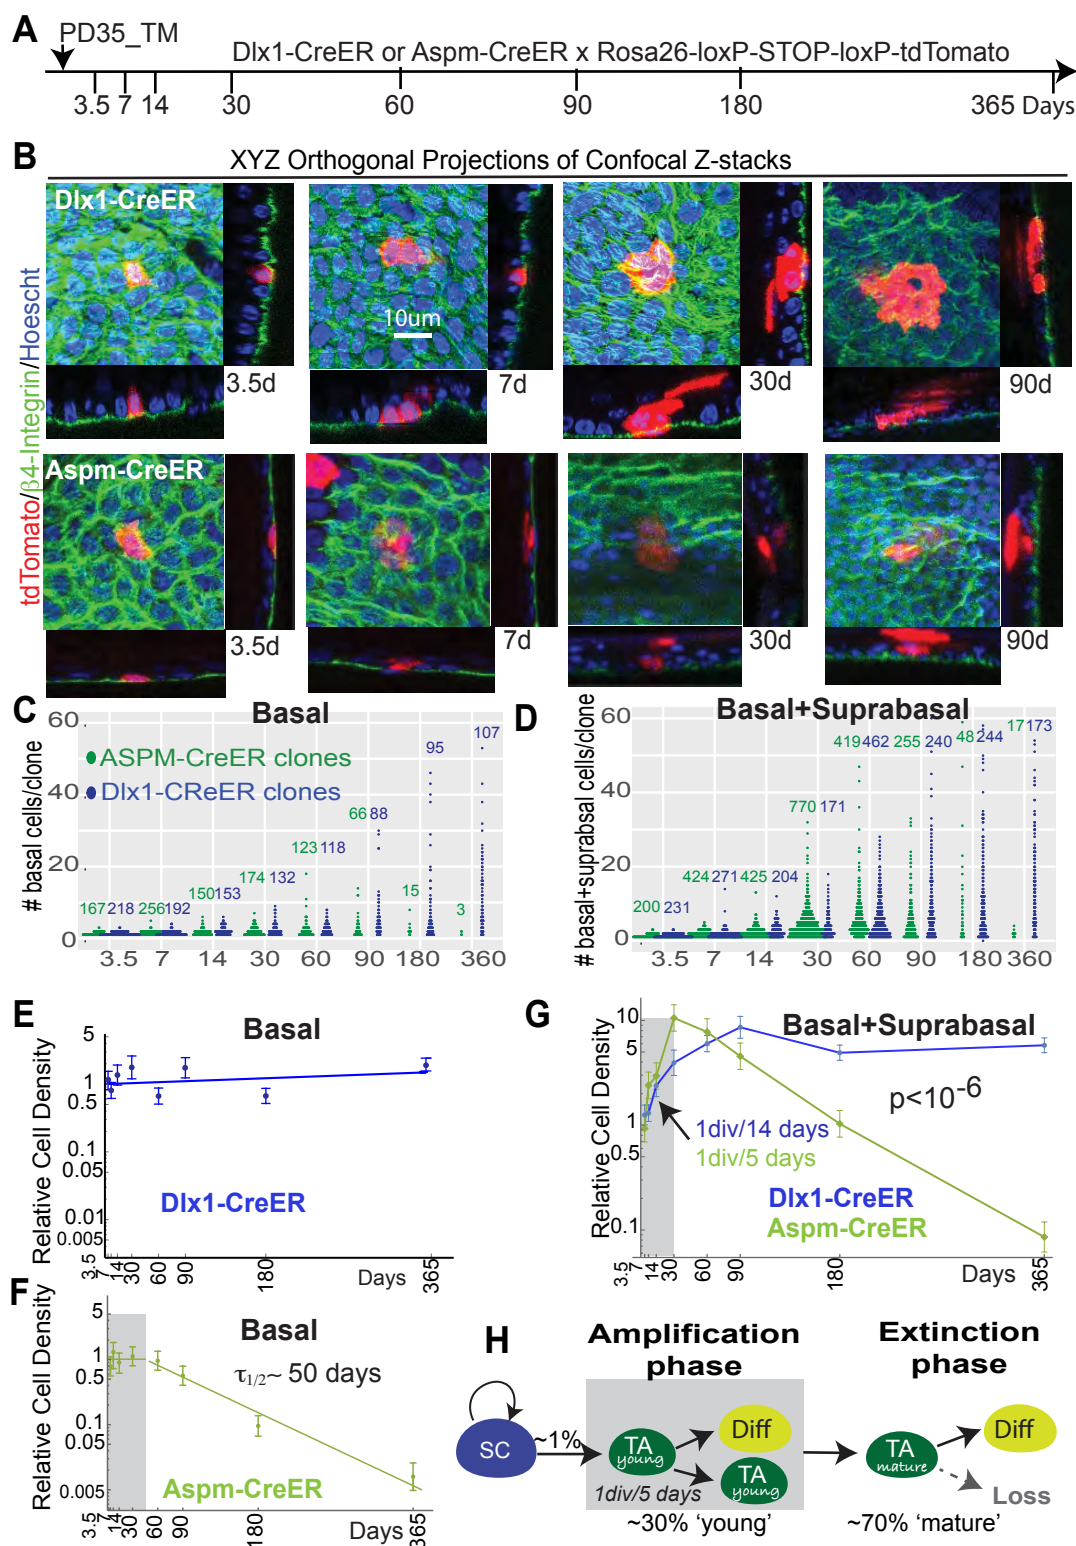 A
PD35_TM
Dlx1-CreER or Aspm-CreER x Rosa26-loxP-STOP-loxP-tdTomato
3.5 7 14 30 60 90 180 365 Days
B
XYZ Orthogonal Projections of Confocal Z-stacks
tdTomato/β4-Integrin/Hoescht
Dlx1-CreER
10um
3.5d 7d 30d 90d
Aspm-CreER
3.5d 7d 30d 90d
C
Basal
# basal cells/clone
60
40
20
0
ASPM-CreER clones
Dlx1-CReER clones
167 218 256 192 150 153 174 132 123 118 66 88 15 95 3 107
3.5 7 14 30 60 90 180 360
D
Basal+Suprabasal
# basal+suprabsal cells/clone
60
40
20
0
200 231 424 271 425 204 770 171 419 462 255 240 48 244 17 173
3.5 7 14 30 60 90 180 360
E
Basal
Relative Cell Density
5
1
0.5
0.1
0.05
0.01
0.005
Dlx1-CreER
3.5 7 14 30 60 90 180 365
Days
F
Basal
Relative Cell Density
5
1
0.5
0.1
0.05
0.005
τ1/2~ 50 days
Aspm-CreER
3.5 7 14 30 60 90 180 365
Days
G
Basal+Suprabasal
Relative Cell Density
10
5
1
0.5
0.1
p<10-6
1div/14 days
1div/5 days
Dlx1-CreER
Aspm-CreER
3.5 7 14 30 60 90 180 365
Days
H
Amplification phase
Extinction phase
SC
~1%
TA young
Diff
TA young
1div/5 days
~30% 'young'
TA mature
Diff
Loss
~70% 'mature'